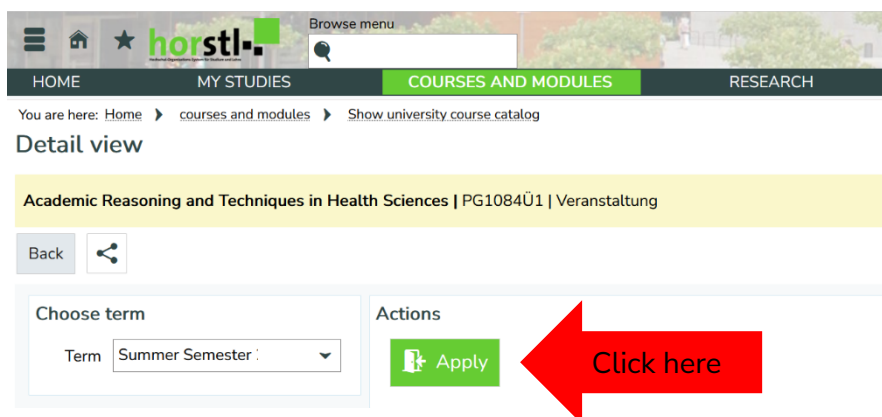 Browse menu
horstl
HOME MY STUDIES COURSES AND MODULES RESEARCH
You are here: Home courses and modules Show university course catalog
Detail view
Academic Reasoning and Techniques in Health Sciences | PG1084Ü1 | Veranstaltung
Back
Choose term
Actions
Term Summer Semester
Apply
Click here